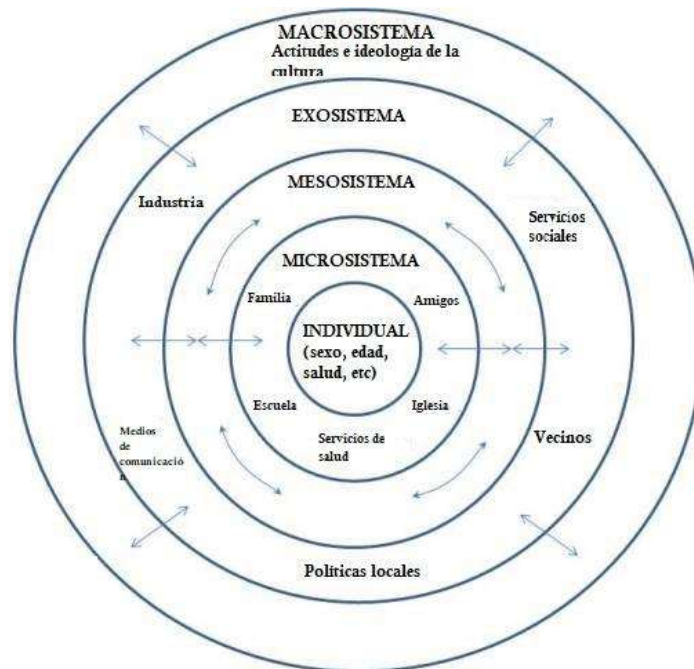 MACROSISTEMA
Actitudes e ideología de la
cultura
EXOSISTEMA
MESOSISTEMA
Industria
Servicios
sociales
MICROSISTEMA
Familia
Amigos
INDIVIDUAL
(sexo, edad,
salud, etc)
Escuela
Iglesia
Servicios de
salud
Medios
de
comunicació
n
Vecinos
Políticas locales